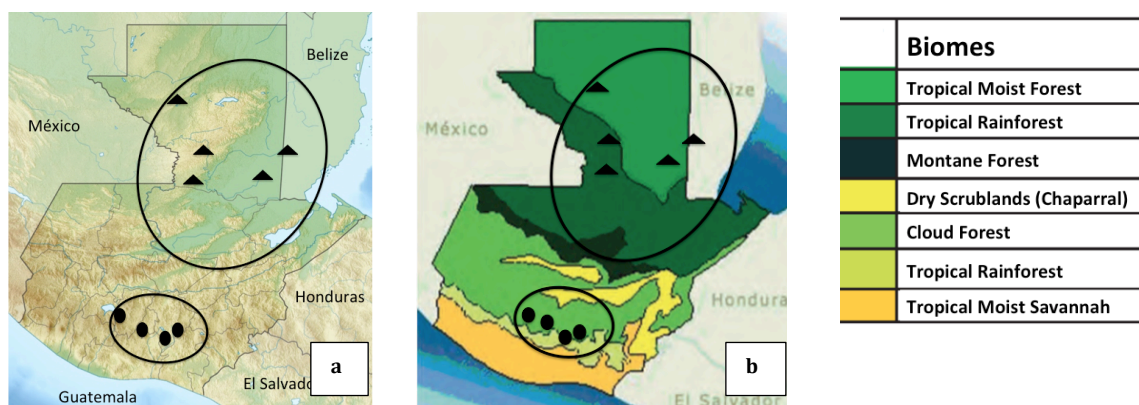 Belize
México
Honduras
El Salvador
Guatemala
a
Belize
México
Honduras
El Salvador
b
Biomes
Tropical Moist Forest
Tropical Rainforest
Montane Forest
Dry Scrublands (Chaparral)
Cloud Forest
Tropical Rainforest
Tropical Moist Savannah